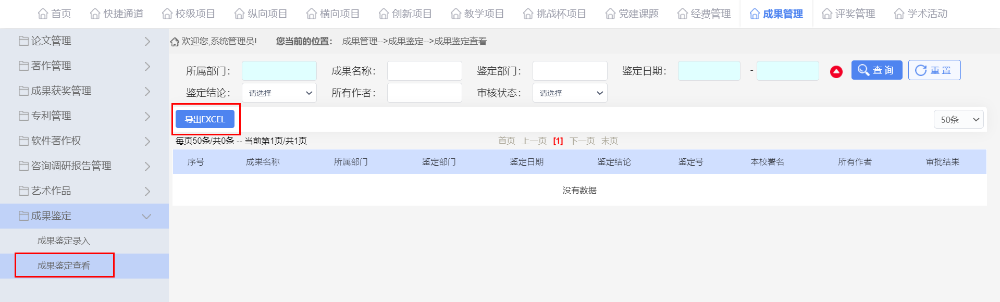 首页 快捷通道 校级项目 纵向项目 横向项目 创新项目 教学项目 挑战杯项目 党建课题 经费管理 成果管理 评奖管理 学术活动
论文管理
著作管理
成果获奖管理
专利管理
软件著作权
咨询调研报告管理
艺术作品
成果鉴定
成果鉴定录入
成果鉴定查看
欢迎您,系统管理员! 您当前的位置： 成果管理-->成果鉴定-->成果鉴定查看
所属部门： 成果名称： 鉴定部门： 鉴定日期： - 查询 重置
鉴定结论： 请选择 所有作者： 审核状态： 请选择
导出EXCEL 50条
每页50条/共0条 -- 当前第1页/共1页 首页 上一页 [1] 下一页 末页
序号 成果名称 所属部门 鉴定部门 鉴定日期 鉴定结论 鉴定号 本校署名 所有作者 审批结果
没有数据